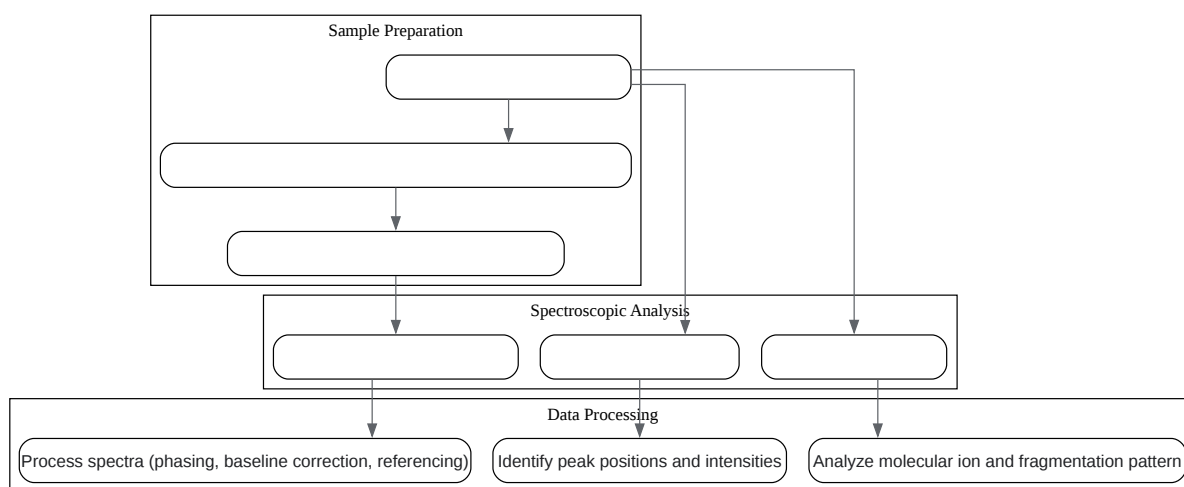 Sample Preparation
Spectroscopic Analysis
Data Processing
Process spectra (phasing, baseline correction, referencing)
Identify peak positions and intensities
Analyze molecular ion and fragmentation pattern